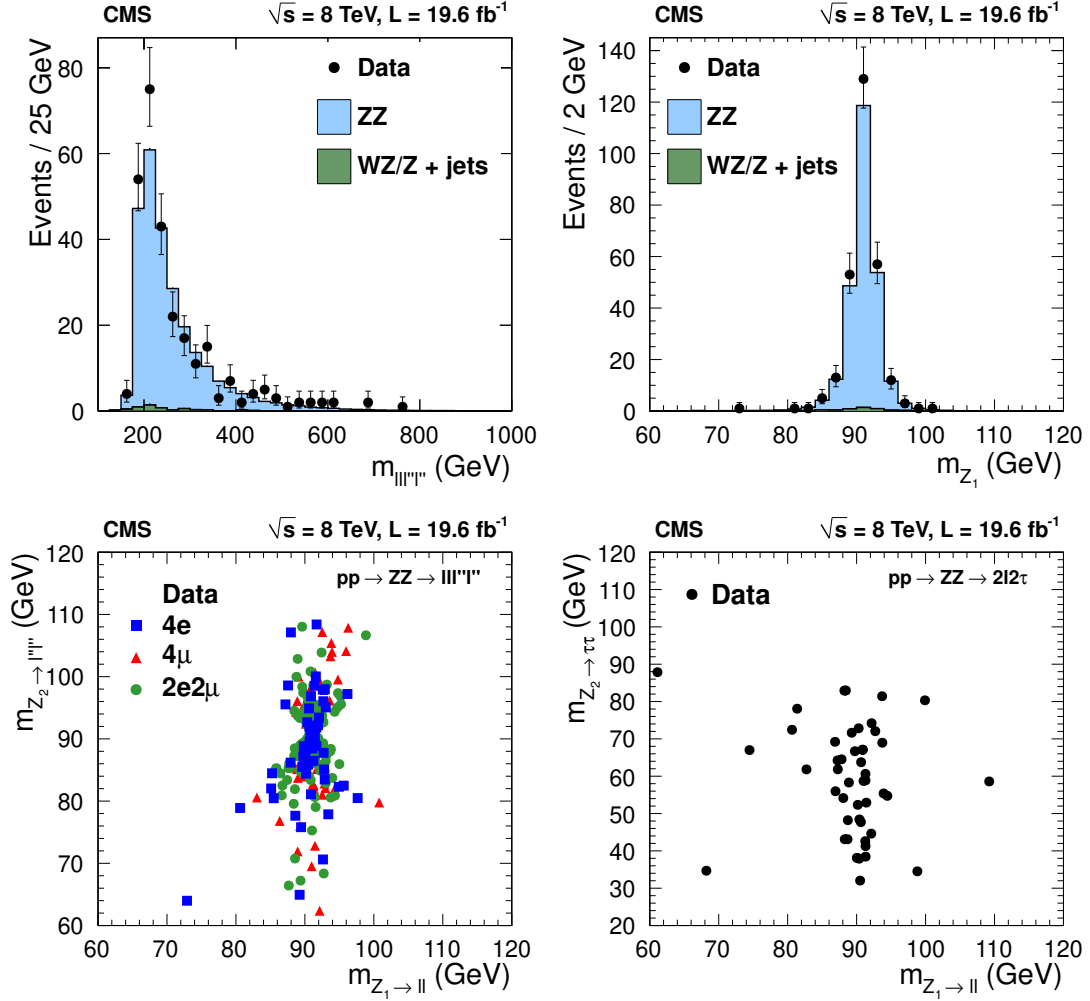 CMS √s = 8 TeV, L = 19.6 fb⁻¹
Events / 25 GeV
80
60
40
20
0
Data
ZZ
WZ/Z + jets
200 400 600 800 1000
m_lll"l" (GeV)
CMS √s = 8 TeV, L = 19.6 fb⁻¹
Events / 2 GeV
140
120
100
80
60
40
20
0
Data
ZZ
WZ/Z + jets
60 70 80 90 100 110 120
m_Z₁ (GeV)
CMS √s = 8 TeV, L = 19.6 fb⁻¹
m_Z₂ → l"l" (GeV)
120
110
100
90
80
70
60
pp → ZZ → lll"l"
Data
4e
4μ
2e2μ
60 70 80 90 100 110 120
m_Z₁ → ll (GeV)
CMS √s = 8 TeV, L = 19.6 fb⁻¹
m_Z₂ → ττ (GeV)
120
110
100
90
80
70
60
50
40
30
20
pp → ZZ → 2l2τ
Data
60 70 80 90 100 110 120
m_Z₁ → ll (GeV)